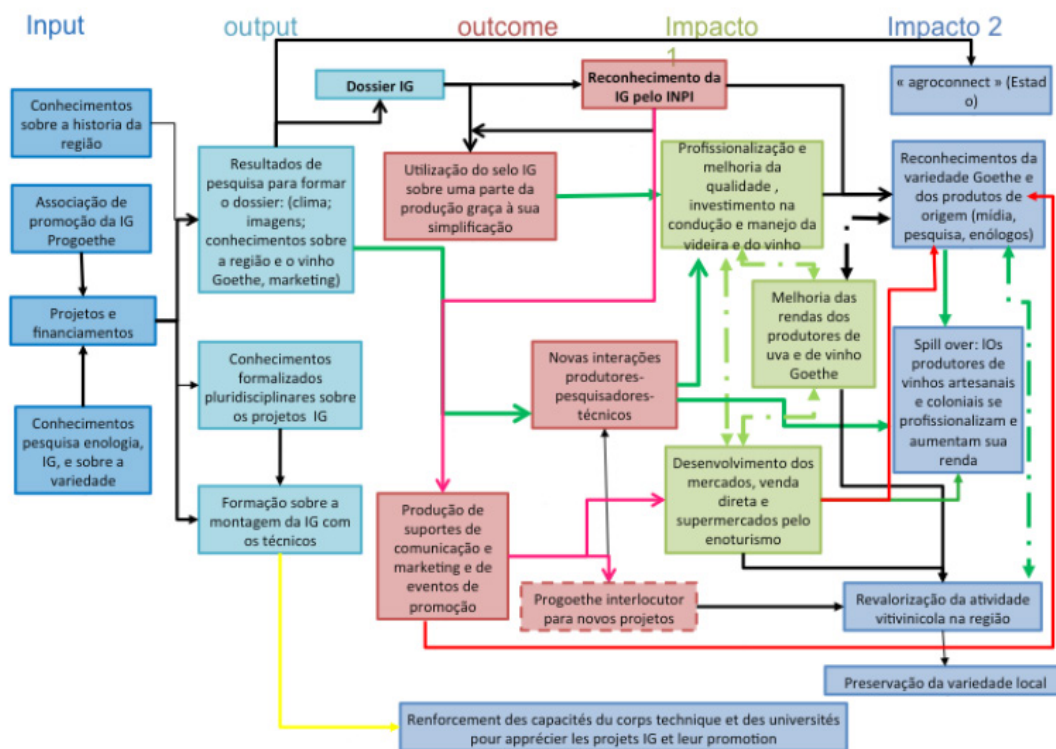 Input
output
outcome
Impacto
1
Impacto 2
Conhecimentos
sobre a historia da
região
Associação de
promoção da IG
Progoethe
Projetos e
financiamentos
Conhecimentos
pesquisa enologia,
IG, e sobre a
variedade
Dossier IG
Resultados de
pesquisa para formar
o dossier: (clima;
imagens;
conhecimentos sobre
a região e o vinho
Goethe, marketing)
Conhecimentos
formalizados
pluridisciplinares sobre
os projetos IG
Formação sobre a
montagem da IG com
os técnicos
Reconhecimento da
IG pelo INPI
Utilização do selo IG
sobre uma parte da
produção graça à sua
simplificação
Novas interações
produtores-
pesquisadores-
técnicos
Produção de
suportes de
comunicação e
marketing e de
eventos de
promoção
Progoethe interlocutor
para novos projetos
Profissionalização e
melhoria da
qualidade ,
investimento na
condução e manejo da
videira e do vinho
Melhoria das
rendas dos
produtores de
uva e de vinho
Goethe
Desenvolvimento dos
mercados, venda
direta e
supermercados pelo
enoturismo
« agroconnect » (Estad
o)
Reconhecimentos da
variedade Goethe e
dos produtos de
origem (mídia,
pesquisa, enólogos)
Spill over: IOs
produtores de
vinhos artesanais
e coloniais se
profissionalizam e
aumentam sua
renda
Revalorização da atividade
vitivinicola na região
Preservação da variedade local
Renforcement des capacités du corps technique et des universités
pour apprécier les projets IG et leur promotion